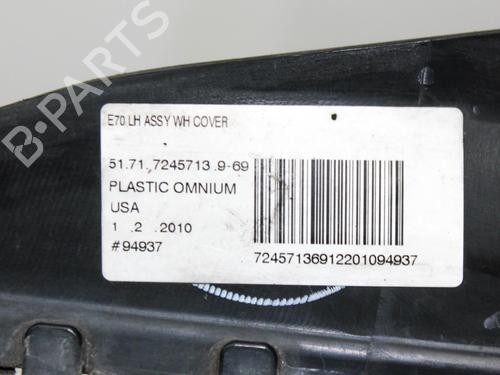 E70 LH ASSY WH COVER
51.71.7245713 .9-69
PLASTIC OMNIUM
USA
1 .2 .2010
#94937
72457136912201094937
B-PARTS